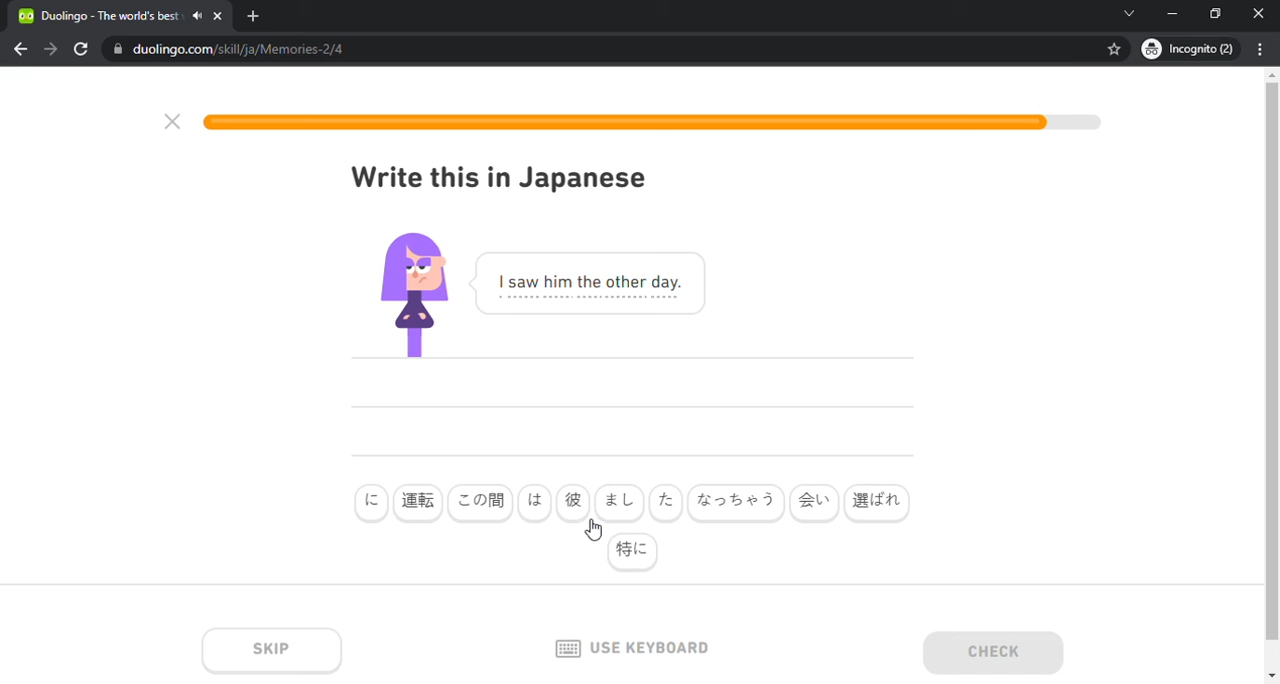 Duolingo - The world's best
duolingo.com/skill/ja/Memories-2/4
Incognito (2)
Write this in Japanese
I saw him the other day.
に 運転 この間 は 彼 まし た なっちゃう 会い 選ばれ
特に
SKIP
USE KEYBOARD
CHECK